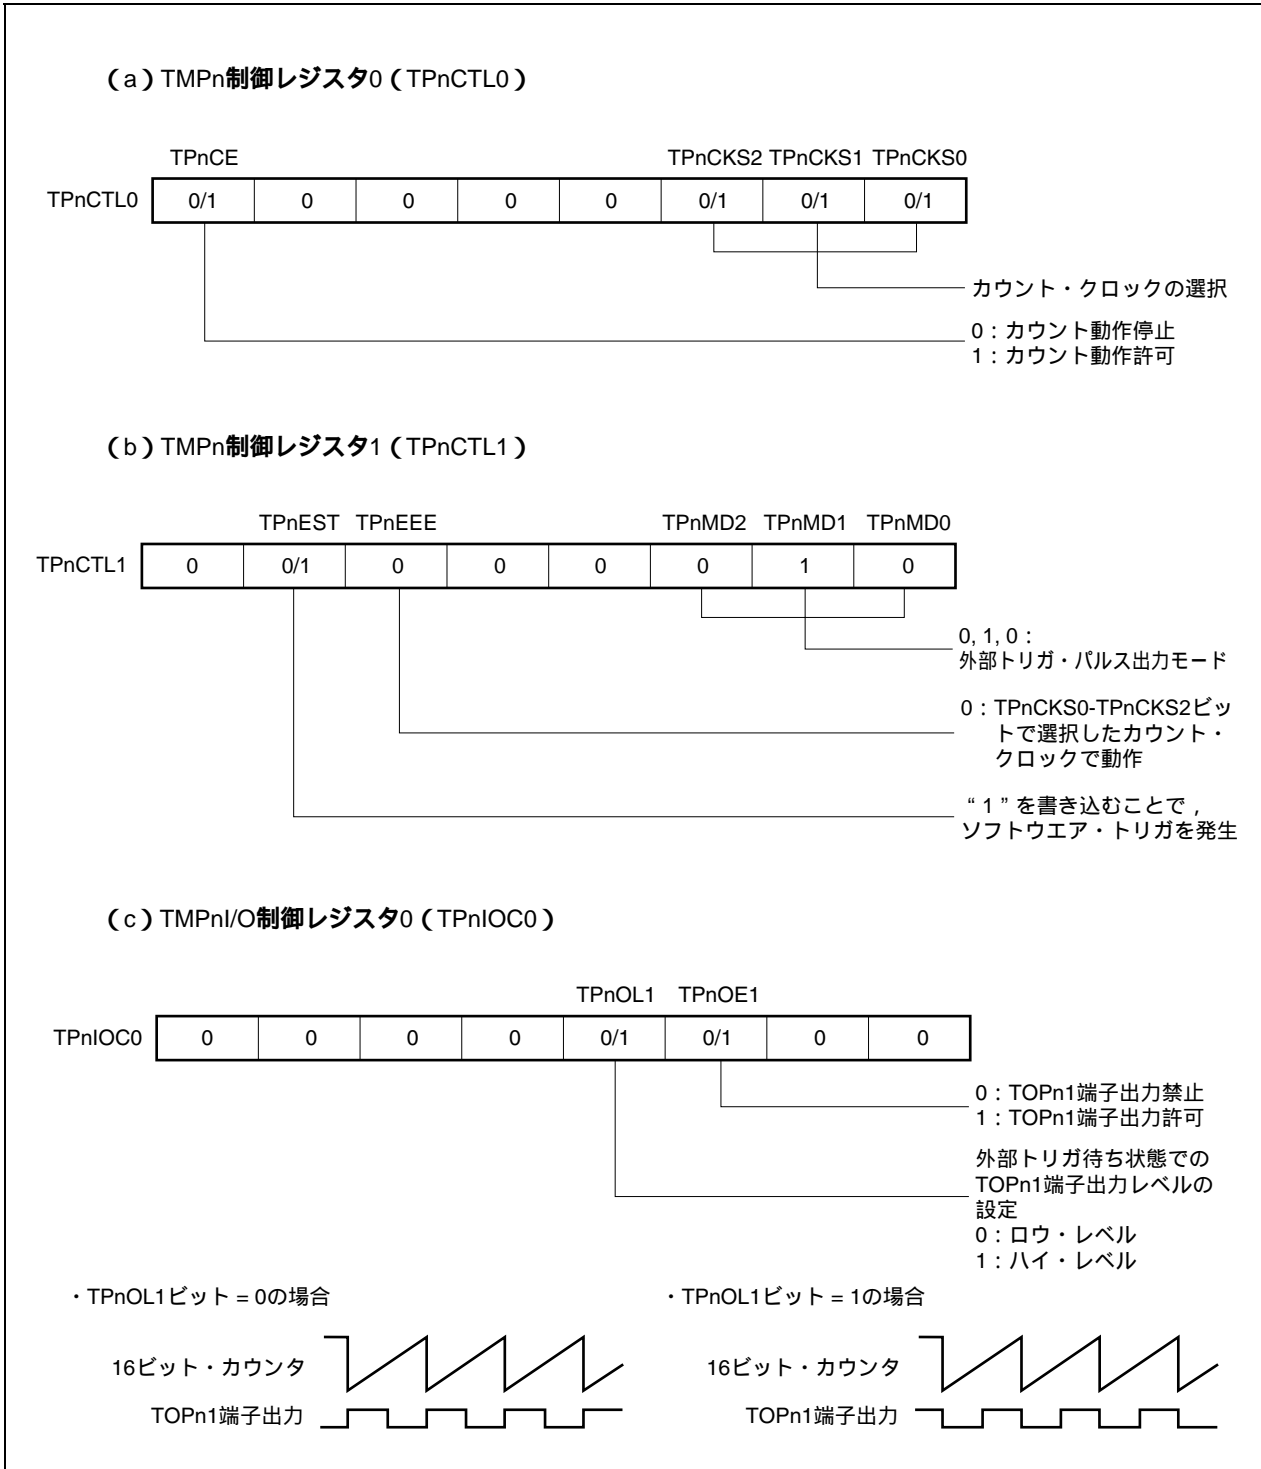 （a）TMPn制御レジスタ0（TPnCTL0）
TPnCE TPnCKS2 TPnCKS1 TPnCKS0
TPnCTL0 0/1 0 0 0 0 0/1 0/1 0/1
カウント・クロックの選択
0：カウント動作停止
1：カウント動作許可
（b）TMPn制御レジスタ1（TPnCTL1）
TPnEST TPnEEE TPnMD2 TPnMD1 TPnMD0
TPnCTL1 0 0/1 0 0 0 0 1 0
0, 1, 0：
外部トリガ・パルス出力モード
0：TPnCKS0-TPnCKS2ビッ
トで選択したカウント・
クロックで動作
“1”を書き込むことで，
ソフトウエア・トリガを発生
（c）TMPnI/O制御レジスタ0（TPnIOC0）
TPnOL1 TPnOE1
TPnIOC0 0 0 0 0 0/1 0/1 0 0
0：TOPn1端子出力禁止
1：TOPn1端子出力許可
外部トリガ待ち状態での
TOPn1端子出力レベルの
設定
0：ロウ・レベル
1：ハイ・レベル
・TPnOL1ビット = 0の場合
16ビット・カウンタ
TOPn1端子出力
・TPnOL1ビット = 1の場合
16ビット・カウンタ
TOPn1端子出力